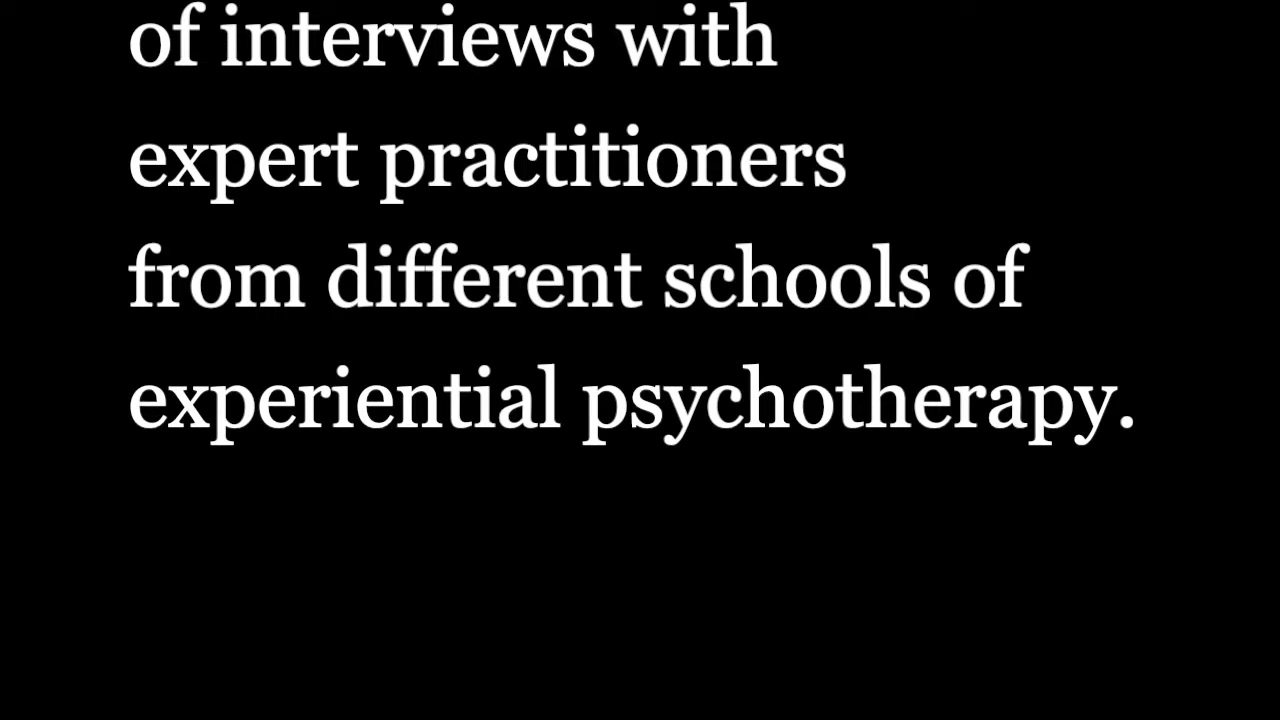 of interviews with
expert practitioners
from different schools of
experiential psychotherapy.